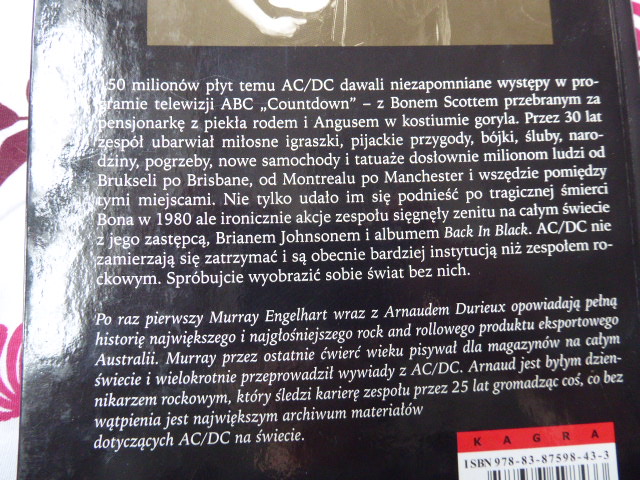 150 milionów płyt temu AC/DC dawali niezapomniane występy w pro-
gramie telewizji ABC „Countdown" – z Bonem Scottem przebranym za
pensjonarkę z piekła rodem i Angusem w kostiumie goryla. Przez 30 lat
zespół ubarwiał miłosne igraszki, pijackie przygody, bójki, śluby, naro-
dziny, pogrzeby, nowe samochody i tatuaże dosłownie milionom ludzi od
Brukseli po Brisbane, od Montrealu po Manchester i wszędzie pomiędzy
tymi miejscami. Nie tylko udało im się podnieść po tragicznej śmierci
Bona w 1980 ale ironicznie akcje zespołu sięgnęły zenitu na całym świecie
z jego zastępcą, Brianem Johnsonem i albumem Back In Black. AC/DC nie
zamierzają się zatrzymać i są obecnie bardziej instytucją niż zespołem ro-
ckowym. Spróbujcie wyobrazić sobie świat bez nich.
Po raz pierwszy Murray Engelhart wraz z Arnaudem Durieux opowiadają pełną
historię największego i najgłośniejszego rock and rollowego produktu eksportowego
Australii. Murray przez ostatnie ćwierć wieku pisywał dla magazynów na całym
świecie i wielokrotnie przeprowadził wywiady z AC/DC. Arnaud jest byłym dzien-
nikarzem rockowym, który śledzi karierę zespołu przez 25 lat gromadząc coś, co bez
wątpienia jest największym archiwum materiałów
dotyczących AC/DC na świecie.
KAGRA
ISBN 978-83-87598-43-3